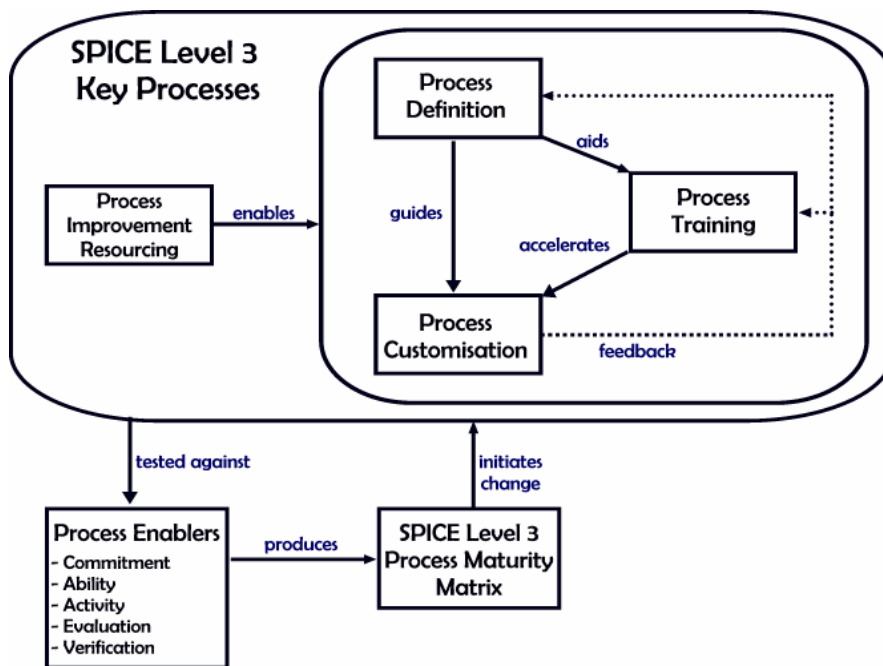 SPICE Level 3
Key Processes
Process
Definition
aids
Process
Training
Process
Improvement
Resourcing
enables
guides
accelerates
Process
Customisation
feedback
tested against
initiates
change
Process Enablers
- Commitment
- Ability
- Activity
- Evaluation
- Verification
produces
SPICE Level 3
Process Maturity
Matrix